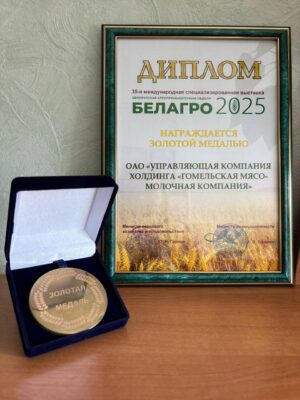 ДИПЛОМ
35-я международная специализированная выставка
БЕЛАГРО 2025
НАГРАЖДАЕТСЯ
ЗОЛОТОЙ МЕДАЛЬЮ
ОАО «УПРАВЛЯЮЩАЯ КОМПАНИЯ
ХОЛДИНГА «ГОМЕЛЬСКАЯ МЯСО-
МОЛОЧНАЯ КОМПАНИЯ»
ЗОЛОТАЯ
МЕДАЛЬ